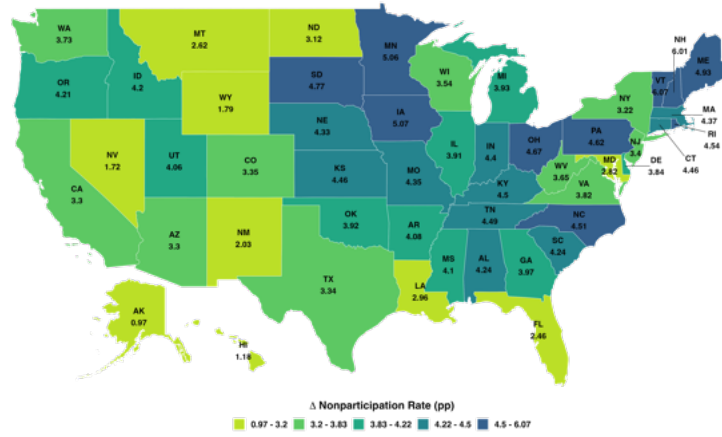 WA
3.73
MT
2.62
ND
3.12
MN
5.06
NH
6.01
ME
4.93
VT
6.07
OR
4.21
ID
4.2
SD
4.77
WI
3.54
MI
3.93
NY
3.22
MA
4.37
RI
4.54
CT
4.46
WY
1.79
IA
5.07
NE
4.33
PA
4.62
NJ
3.4
NV
1.72
UT
4.06
CO
3.35
IL
3.91
IN
4.4
OH
4.67
MD
2.82
DE
3.84
WV
3.65
VA
3.82
CA
3.3
KS
4.46
MO
4.35
KY
4.5
AZ
3.3
NM
2.03
OK
3.92
AR
4.08
TN
4.49
NC
4.51
SC
4.24
MS
4.1
AL
4.24
GA
3.97
TX
3.34
LA
2.96
FL
2.46
AK
0.97
HI
1.18
Δ Nonparticipation Rate (pp)
0.97 - 3.2 3.2 - 3.83 3.83 - 4.22 4.22 - 4.5 4.5 - 6.07